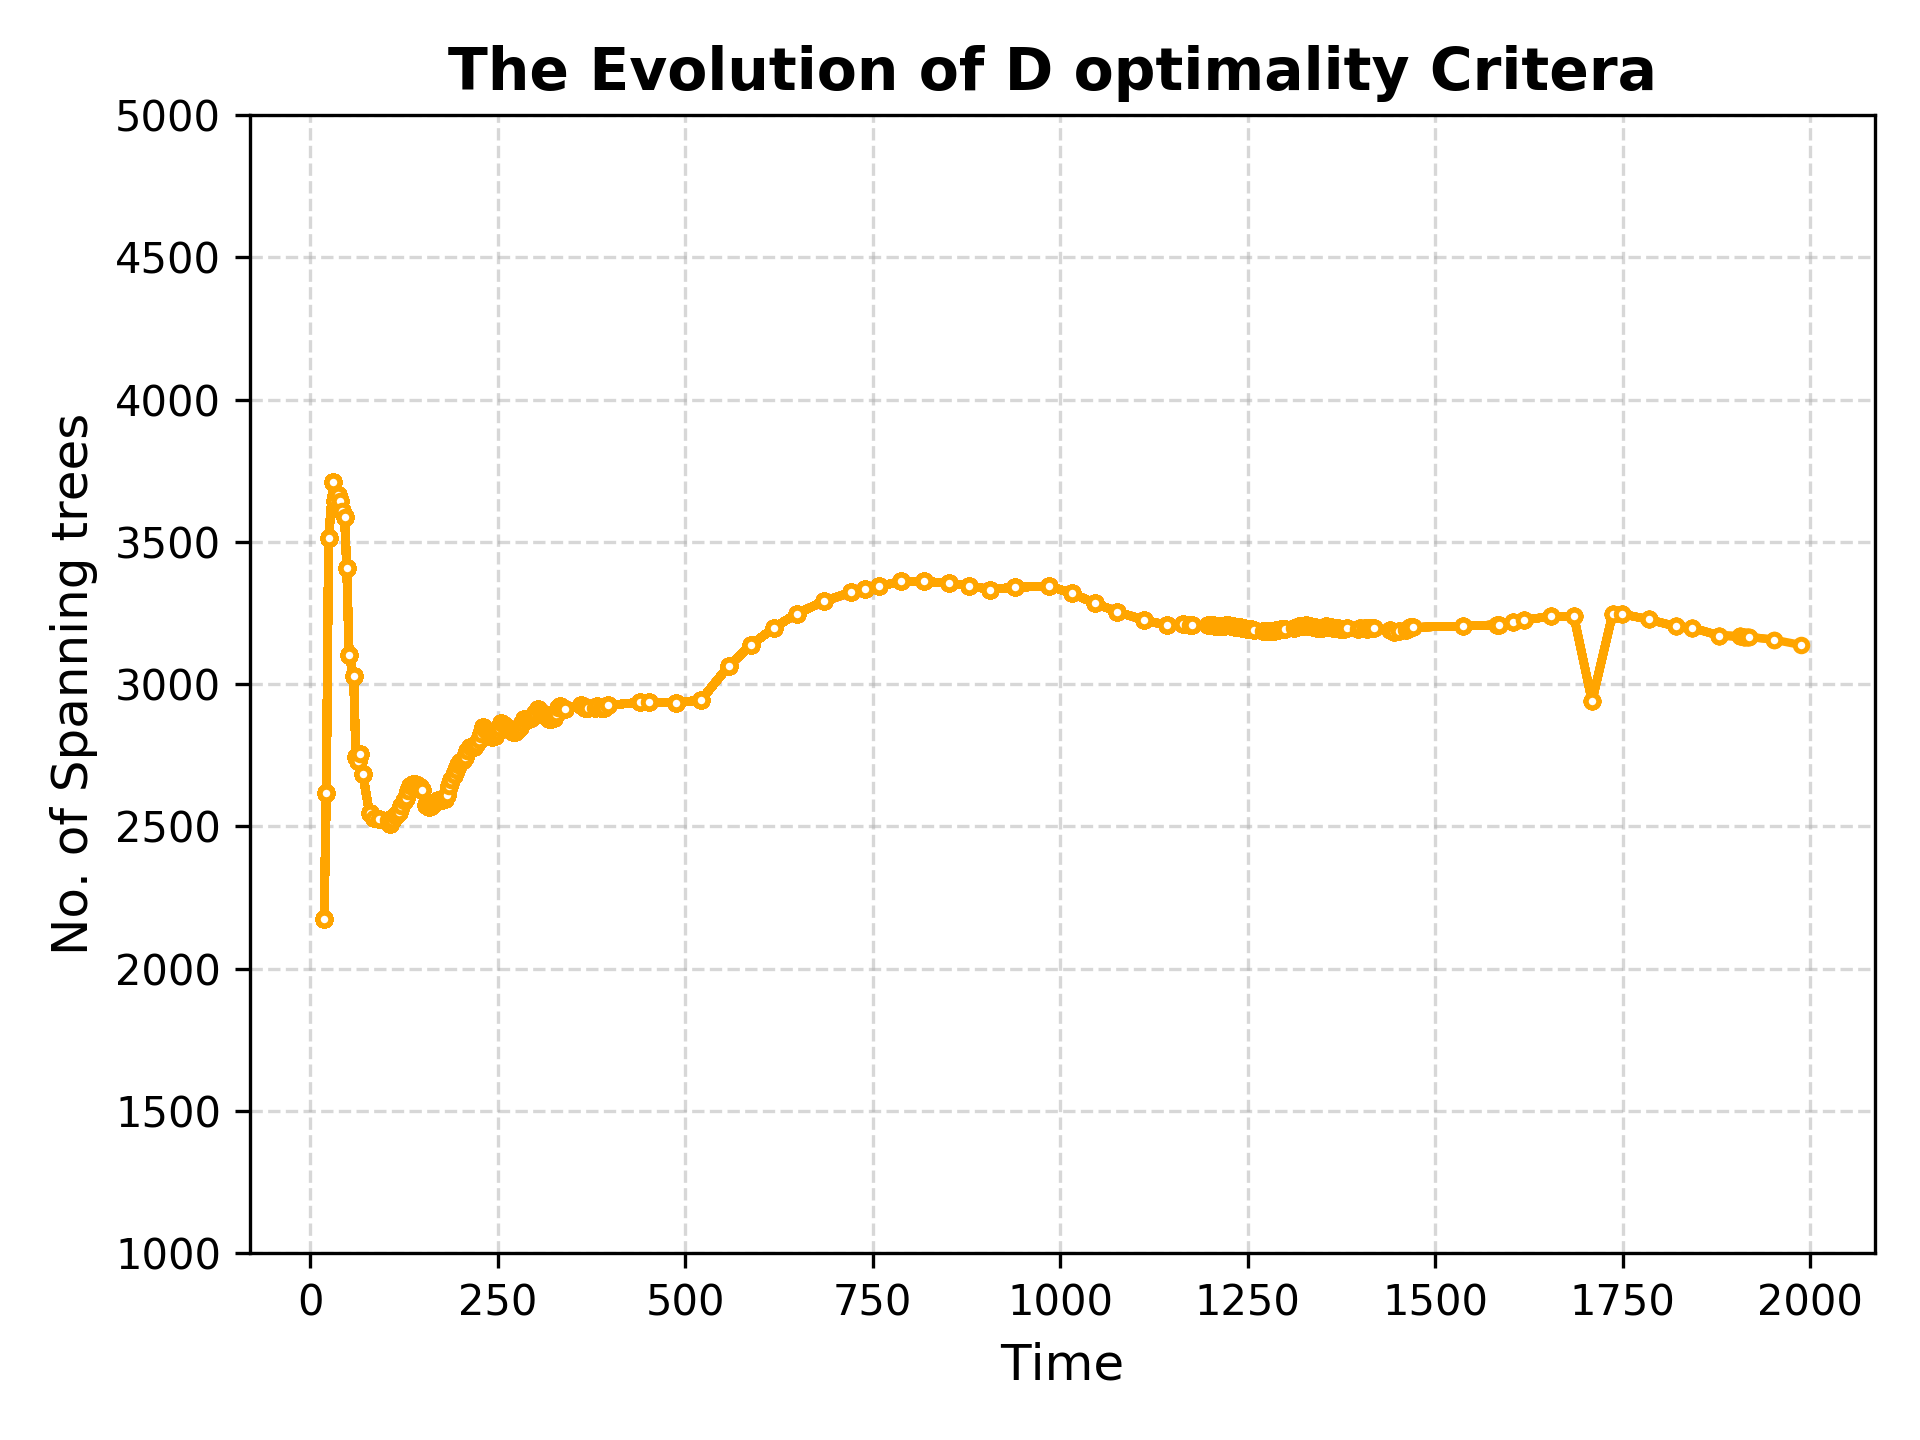 The Evolution of D optimality Critera
5000
4500
4000
3500
3000
2500
2000
1500
1000
No. of Spanning trees
0 250 500 750 1000 1250 1500 1750 2000
Time